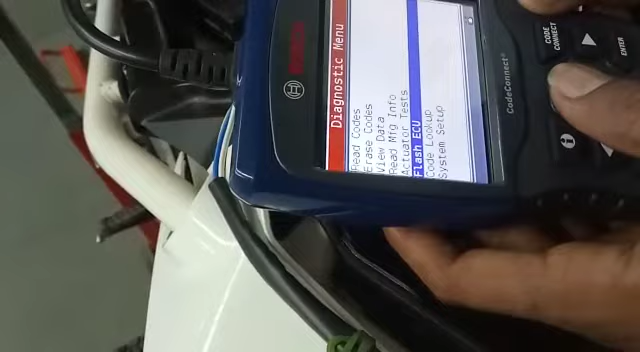 BOSCH
Diagnostic Menu
Read Codes
Erase Codes
View Data
Read Mfg Info
Actuator Tests
Flash ECU
Code Lookup
System Setup
CodeConnect®
CODE
CONNECT
ENTER